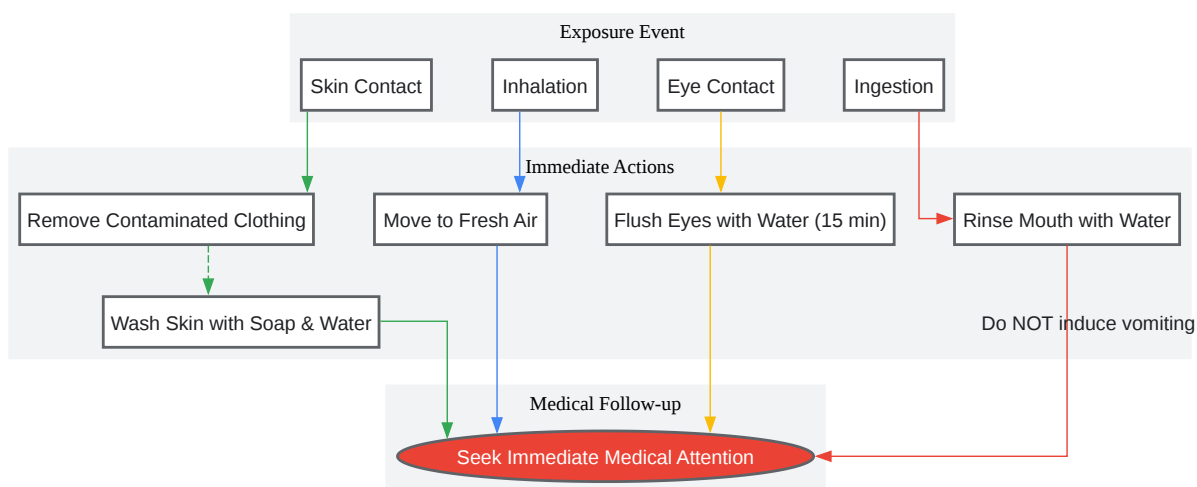 Exposure Event
Skin Contact
Inhalation
Eye Contact
Ingestion
Immediate Actions
Remove Contaminated Clothing
Move to Fresh Air
Flush Eyes with Water (15 min)
Rinse Mouth with Water
Wash Skin with Soap & Water
Do NOT induce vomiting
Medical Follow-up
Seek Immediate Medical Attention